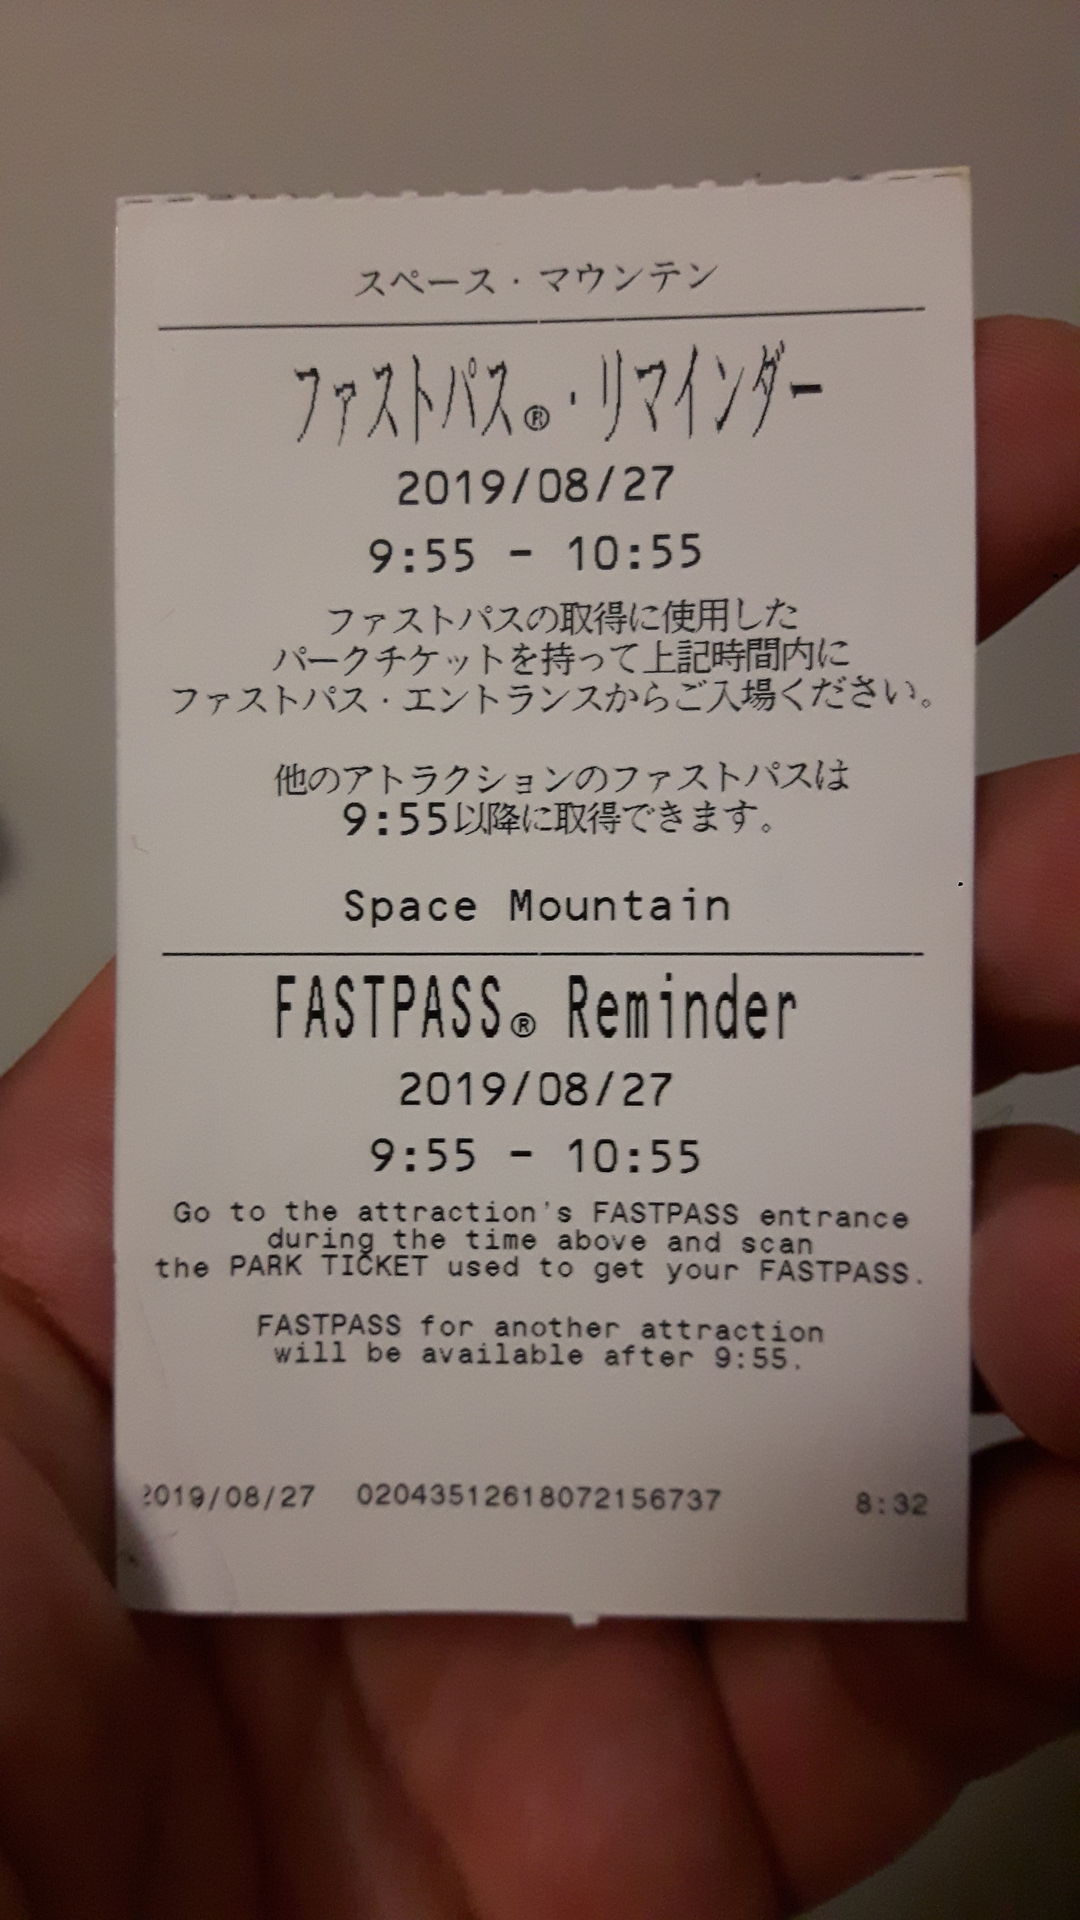 スペース・マウンテン
ファストパス®・リマインダー
2019/08/27
9:55 - 10:55
ファストパスの取得に使用した
パークチケットを持って上記時間内に
ファストパス・エントランスからご入場ください。
他のアトラクションのファストパスは
9:55以降に取得できます。
Space Mountain
FASTPASS® Reminder
2019/08/27
9:55 - 10:55
Go to the attraction's FASTPASS entrance
during the time above and scan
the PARK TICKET used to get your FASTPASS.
FASTPASS for another attraction
will be available after 9:55.
2019/08/27 02043512618072156737 8:32